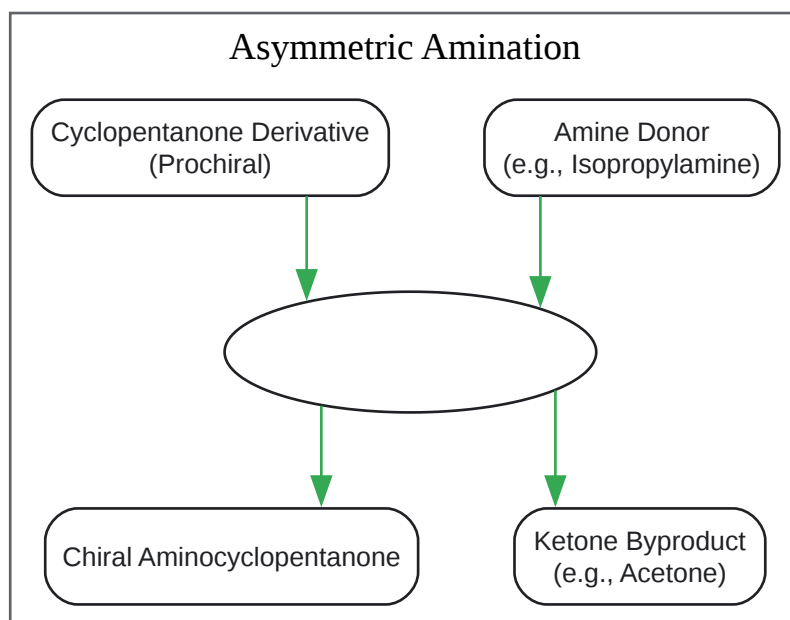 Asymmetric Amination
Cyclopentanone Derivative
(Prochiral)
Amine Donor
(e.g., Isopropylamine)
Chiral Aminocyclopentanone
Ketone Byproduct
(e.g., Acetone)